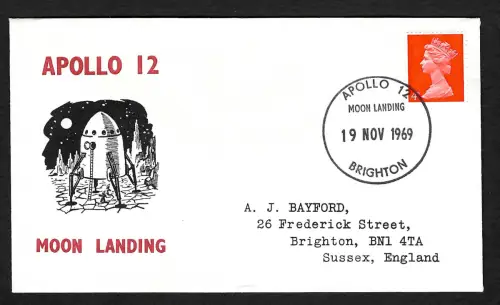 APOLLO 12
MOON LANDING
APOLLO 12
MOON LANDING
19 NOV 1969
BRIGHTON
A. J. BAYFORD,
26 Frederick Street,
Brighton, BN1 4TA
Sussex, England